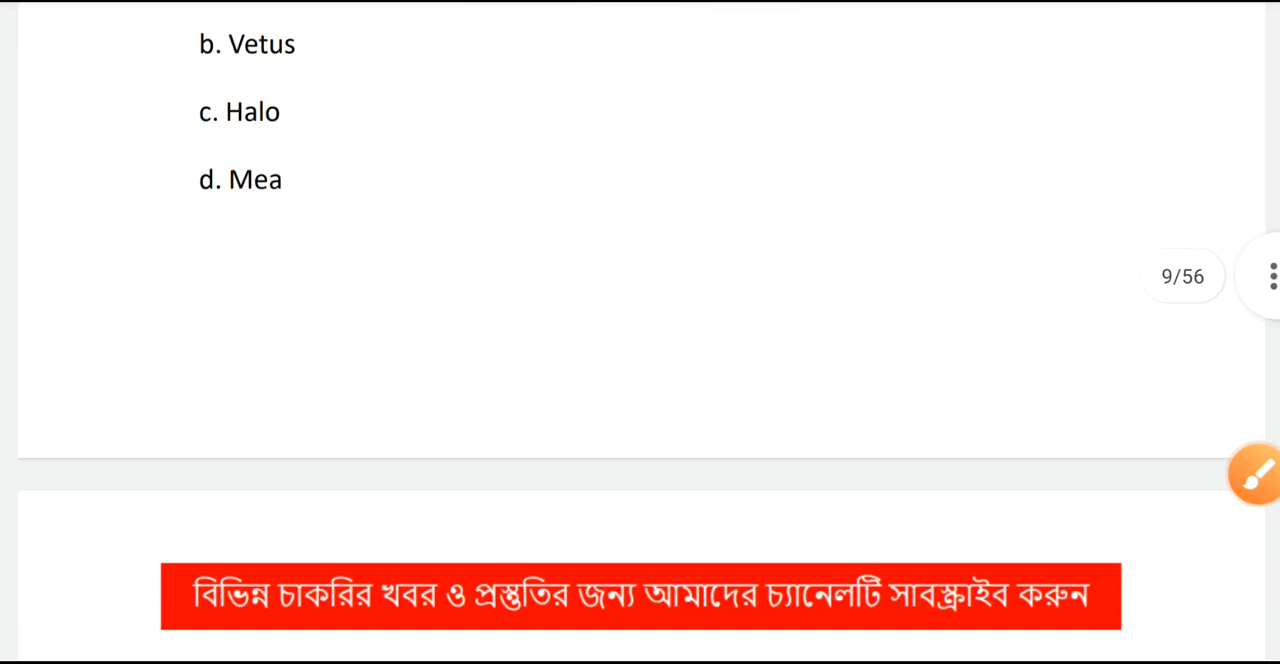 b. Vetus
c. Halo
d. Mea
9/56
বিভিন্ন চাকরির খবর ও প্রস্তুতির জন্য আমাদের চ্যানেলটি সাবস্ক্রাইব করুন